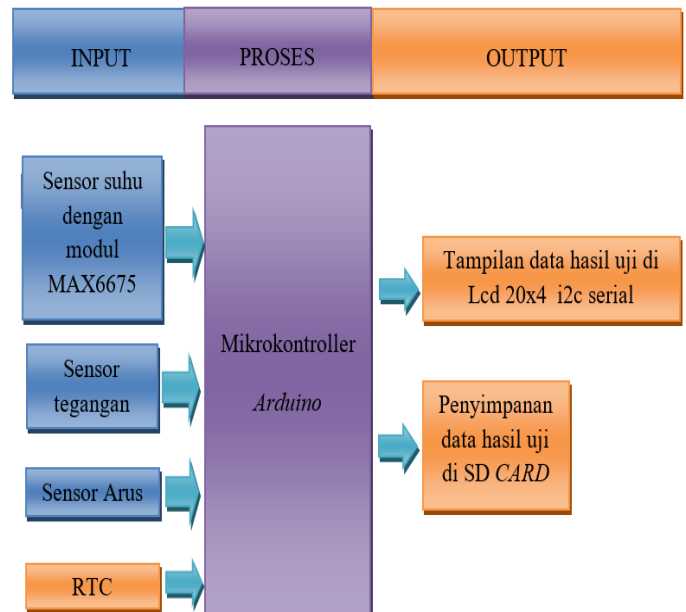 INPUT
PROSES
OUTPUT
Sensor suhu
dengan
modul
MAX6675
Sensor
tegangan
Sensor Arus
RTC
Mikrokontroller
Arduino
Tampilan data hasil uji di
Lcd 20x4 i2c serial
Penyimpanan
data hasil uji
di SD CARD